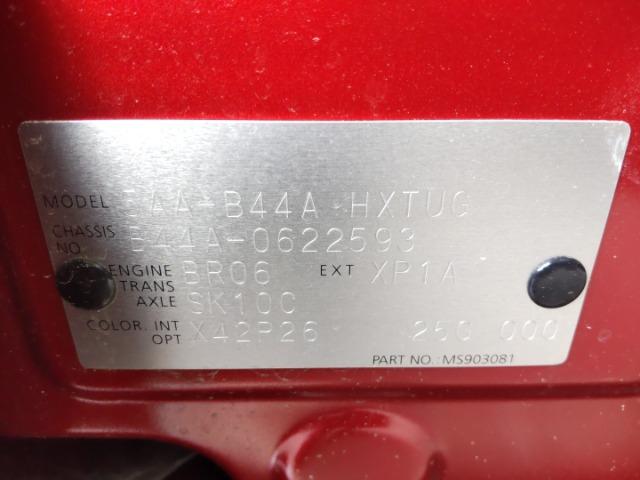 MODEL 5AA-B44A HXTUG
CHASSIS NO. B44A-0622593
ENGINE BR06 EXT XP1A
TRANS AXLE SK10C
COLOR. INT OPT X42P26 25C 000
PART NO.: MS903081